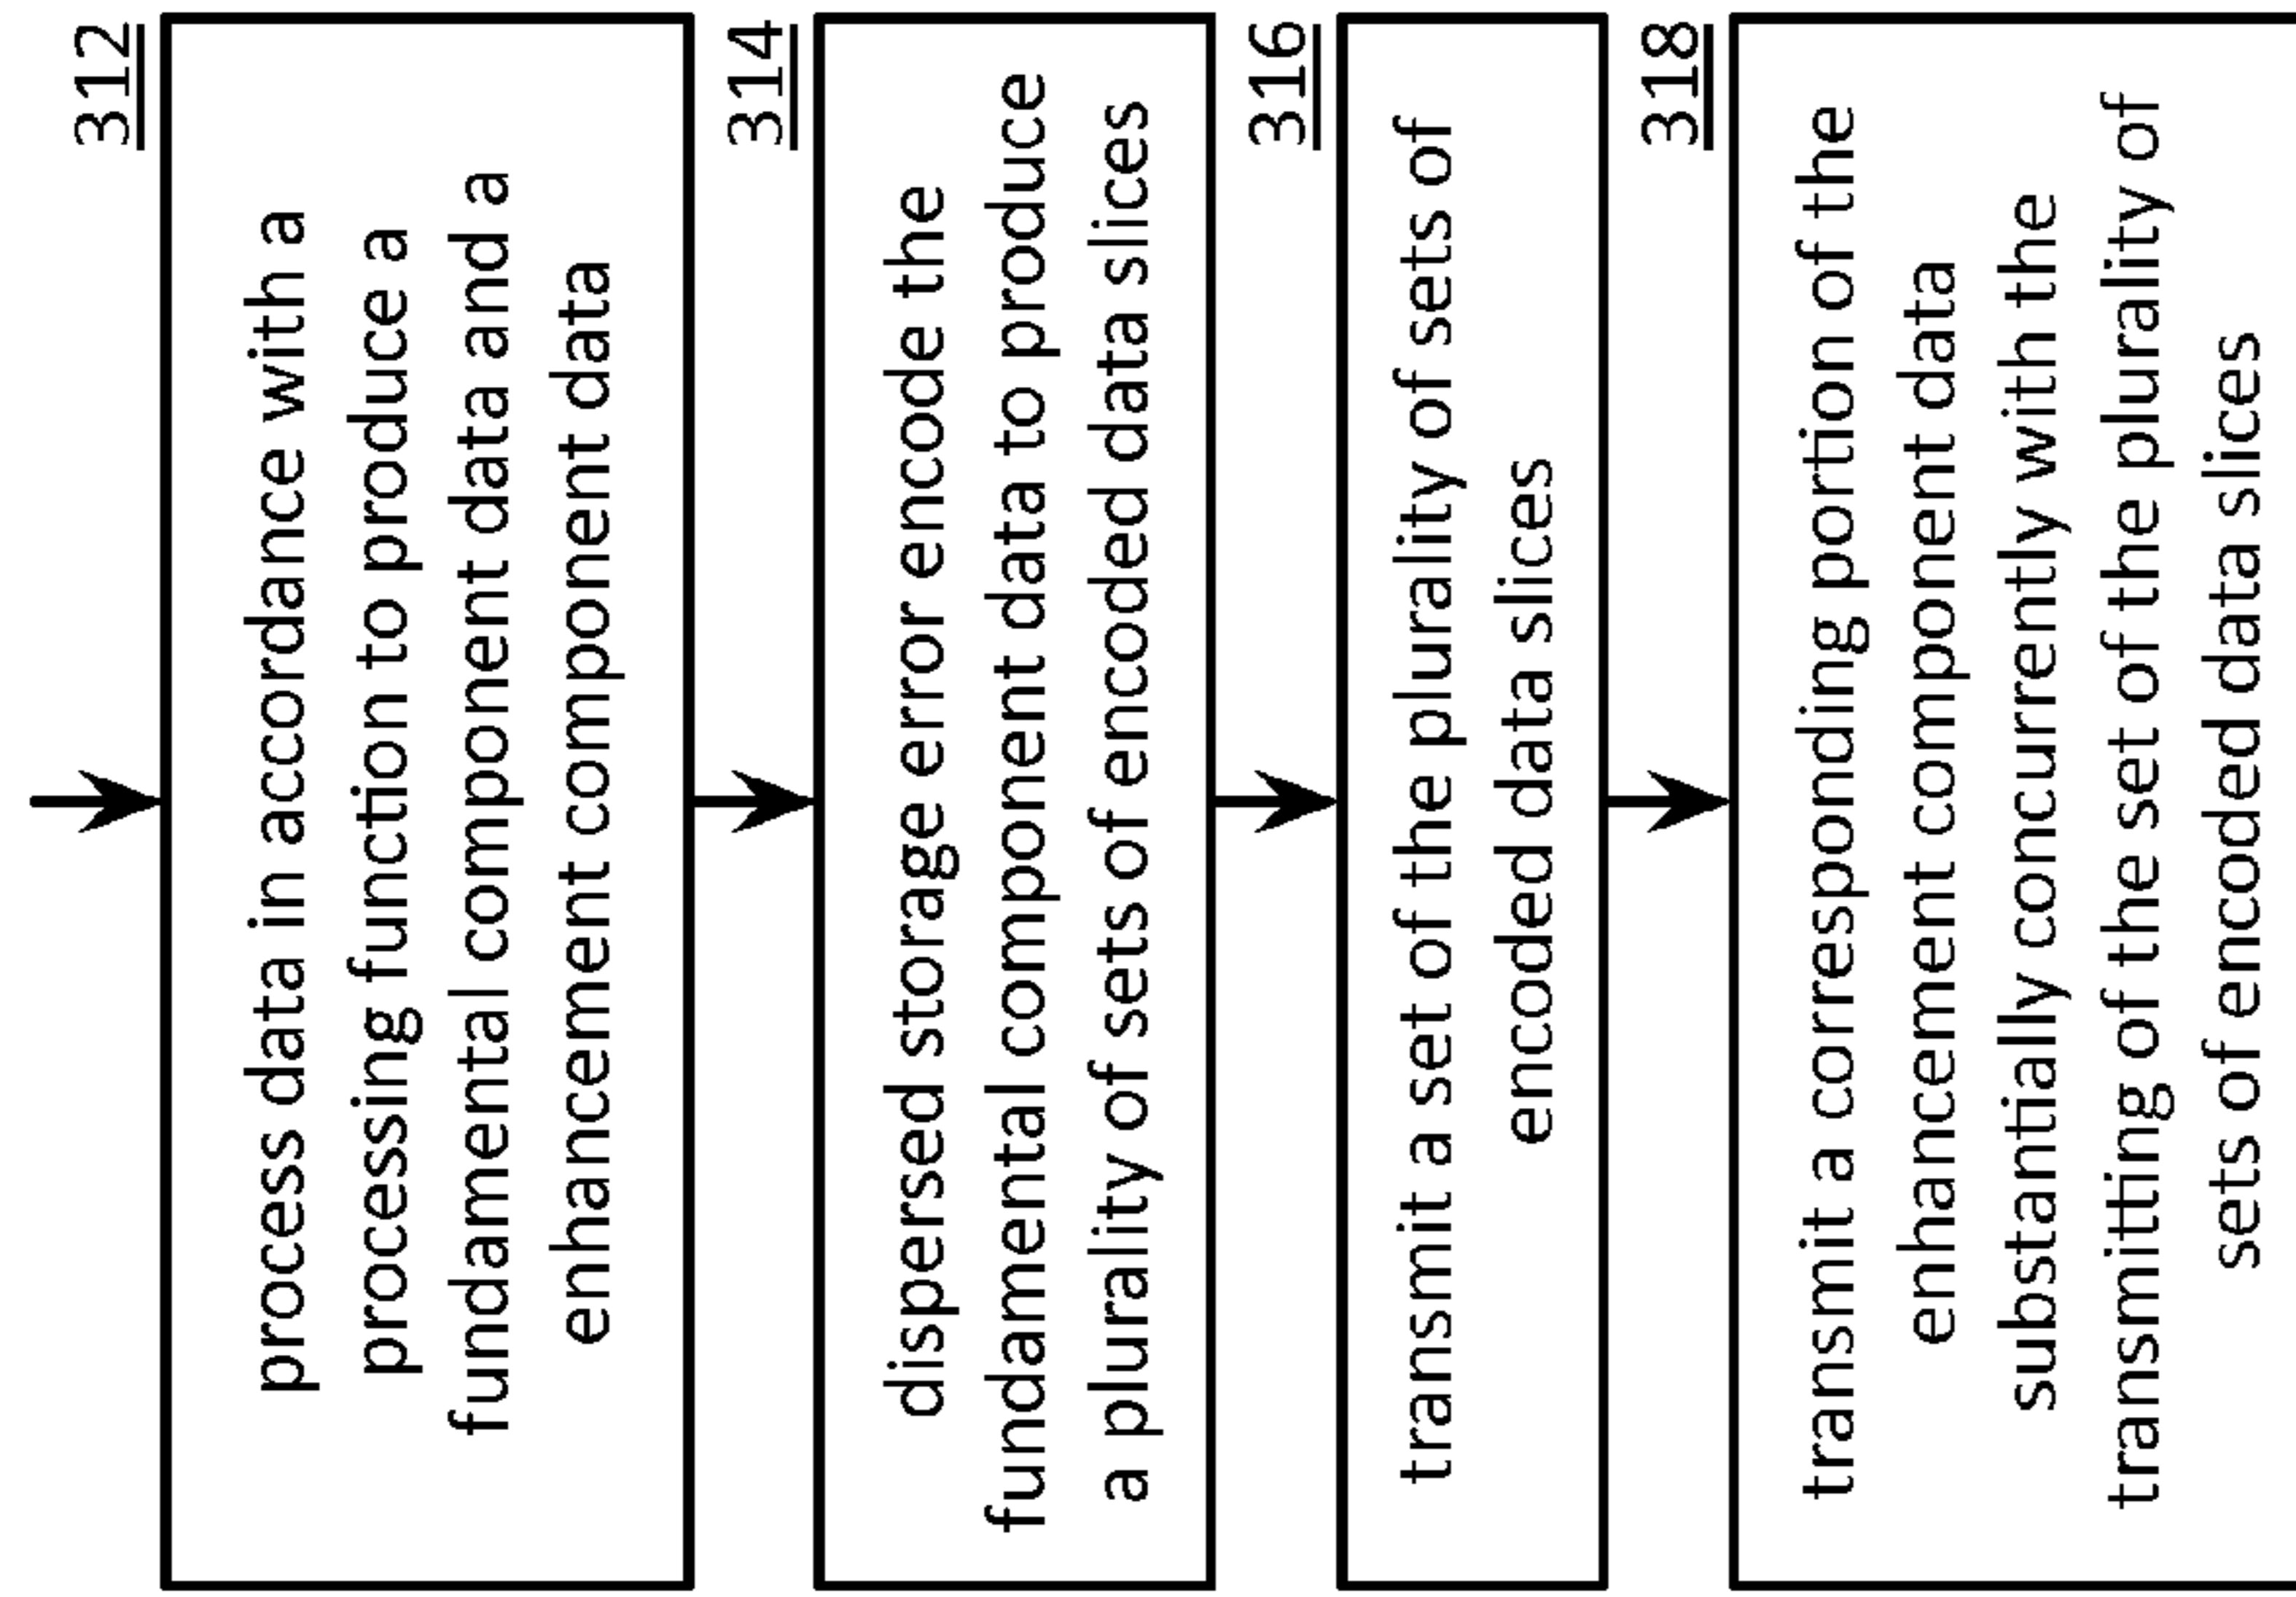 312
process data in accordance with a
processing function to produce a
fundamental component data and a
enhancement component data
314
dispersed storage error encode the
fundamental component data to produce
a plurality of sets of encoded data slices
316
transmit a set of the plurality of sets of
encoded data slices
318
transmit a corresponding portion of the
enhancement component data
substantially concurrently with the
transmitting of the set of the plurality of
sets of encoded data slices